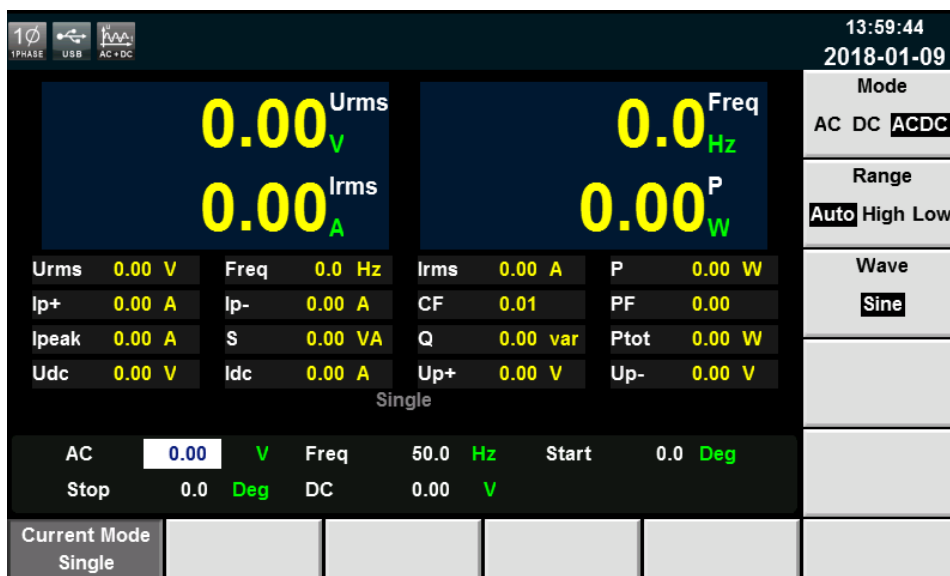 1Ø
1PHASE USB AC+DC
13:59:44
2018-01-09
0.00 Urms V
0.0 Freq Hz
0.00 Irms A
0.00 P W
Urms 0.00 V Freq 0.0 Hz Irms 0.00 A P 0.00 W
Ip+ 0.00 A Ip- 0.00 A CF 0.01 PF 0.00
Ipeak 0.00 A S 0.00 VA Q 0.00 var Ptot 0.00 W
Udc 0.00 V Idc 0.00 A Up+ 0.00 V Up- 0.00 V
Single
AC 0.00 V Freq 50.0 Hz Start 0.0 Deg
Stop 0.0 Deg DC 0.00 V
Mode
AC DC ACDC
Range
Auto High Low
Wave
Sine
Current Mode
Single